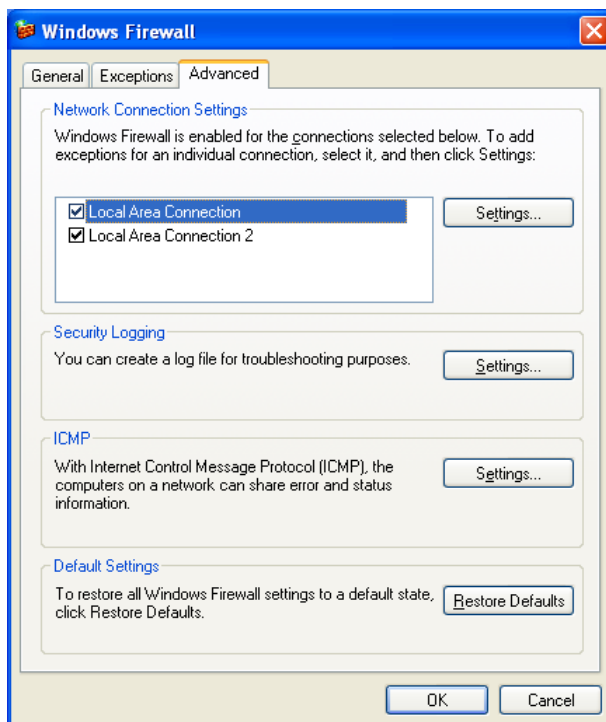 Windows Firewall
General Exceptions Advanced
Network Connection Settings
Windows Firewall is enabled for the connections selected below. To add
exceptions for an individual connection, select it, and then click Settings:
Local Area Connection
Settings...
Local Area Connection 2
Security Logging
You can create a log file for troubleshooting purposes.
Settings...
ICMP
With Internet Control Message Protocol (ICMP), the
computers on a network can share error and status
information.
Settings...
Default Settings
To restore all Windows Firewall settings to a default state,
click Restore Defaults.
Restore Defaults
OK Cancel